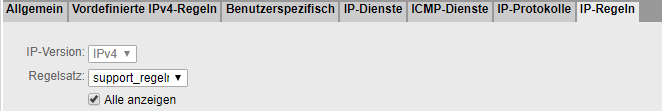 Allgemein Vordefinierte IPv4-Regeln Benutzerspezifisch IP-Dienste ICMP-Dienste IP-Protokolle IP-Regeln
IP-Version: IPv4
Regelsatz: support_regeln
Alle anzeigen